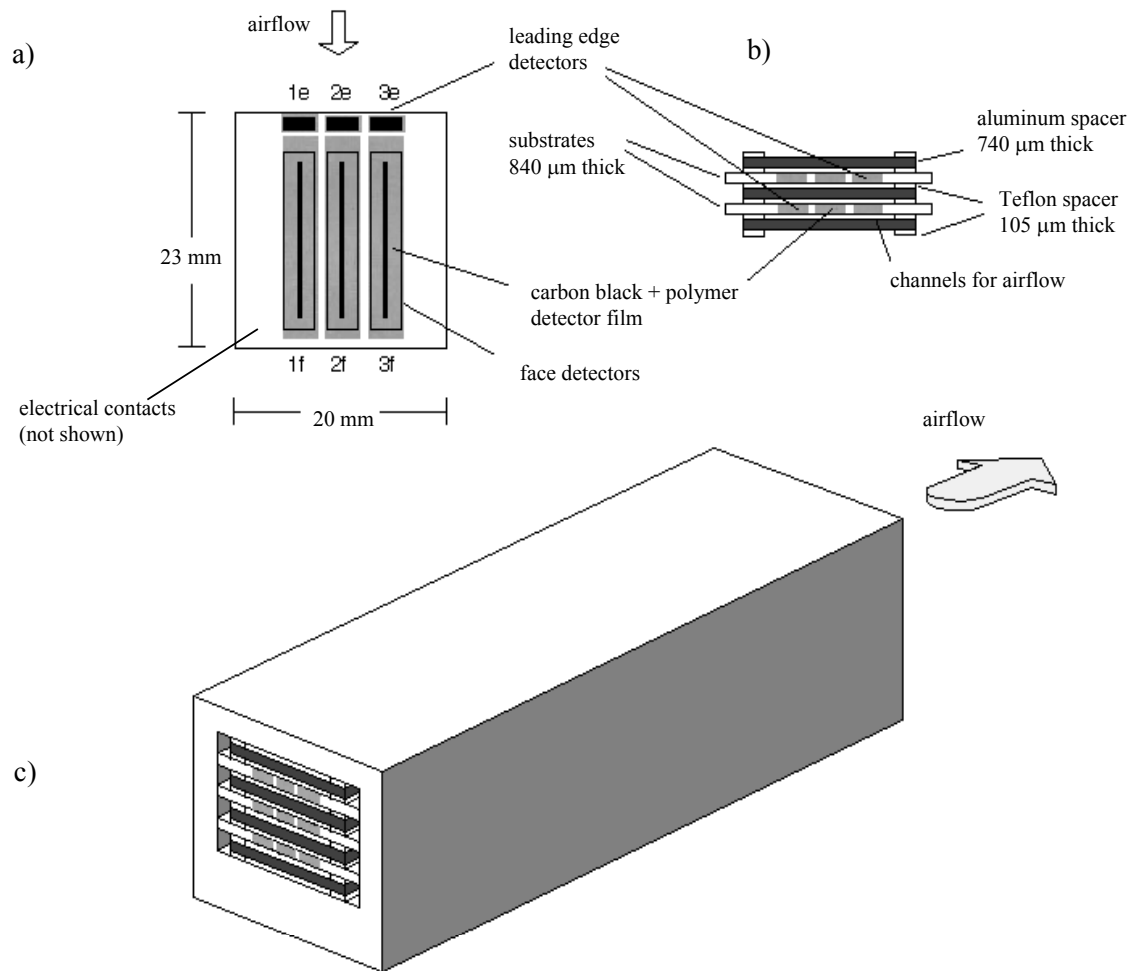 a)
airflow
1e 2e 3e
23 mm
1f 2f 3f
20 mm
electrical contacts
(not shown)
leading edge
detectors
substrates
840 μm thick
carbon black + polymer
detector film
face detectors
b)
aluminum spacer
740 μm thick
Teflon spacer
105 μm thick
channels for airflow
airflow
c)